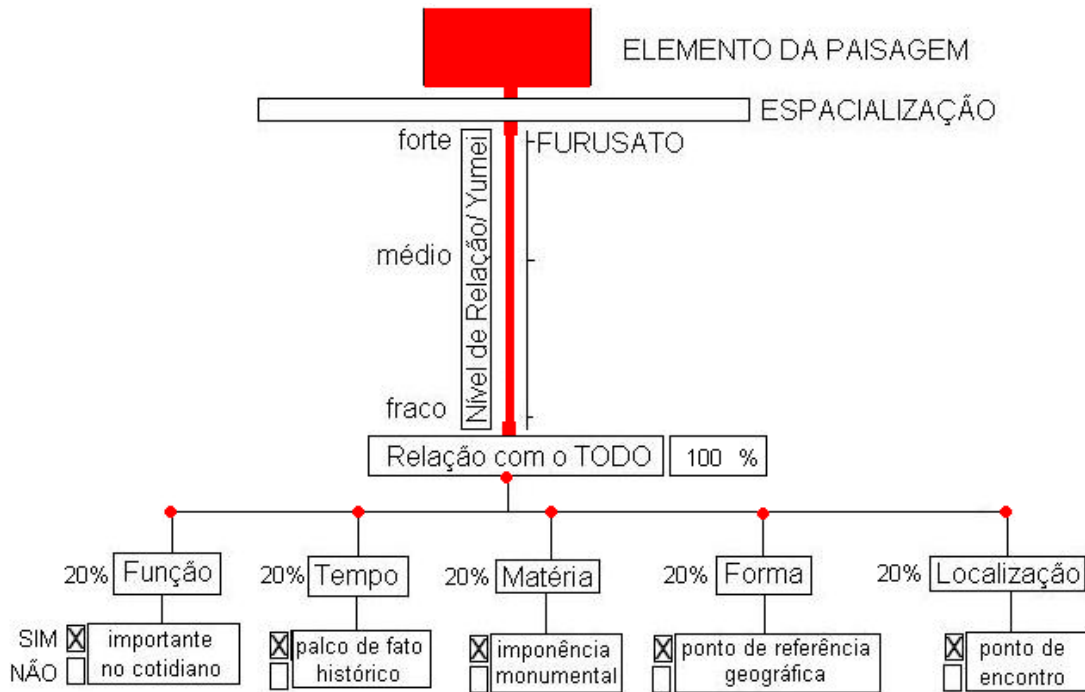 ELEMENTO DA PAISAGEM
ESPACIALIZAÇÃO
forte
FURUSATO
Nível de Relação/ Yumei
médio
fraco
Relação com o TODO
100 %
20% Função
20% Tempo
20% Matéria
20% Forma
20% Localização
SIM
NÃO
importante
no cotidiano
palco de fato
histórico
imponência
monumental
ponto de referência
geográfica
ponto de
encontro